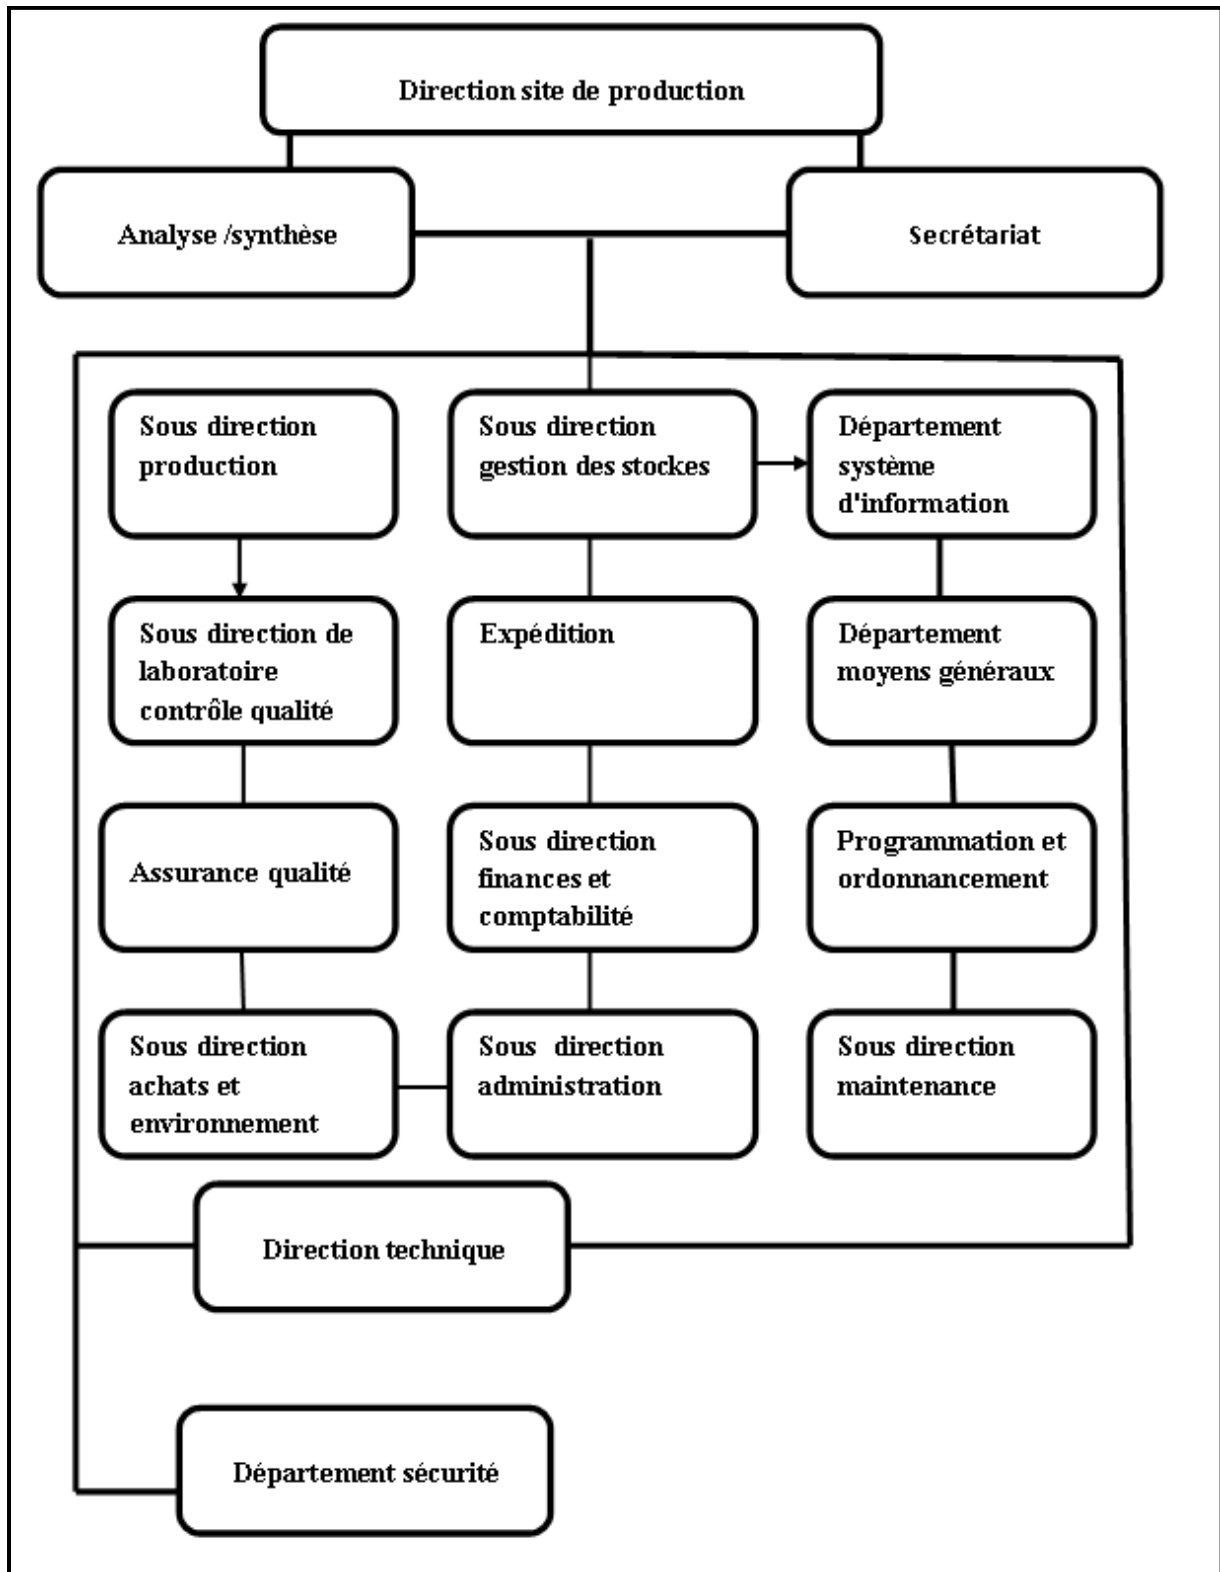 Direction site de production
Analyse /synthèse
Secrétariat
Sous direction
production
Sous direction
gestion des stockes
Département
système
d'information
Sous direction de
laboratoire
contrôle qualité
Expédition
Département
moyens généraux
Assurance qualité
Sous direction
finances et
comptabilité
Programmation et
ordonnancement
Sous direction
achats et
environnement
Sous direction
administration
Sous direction
maintenance
Direction technique
Département sécurité